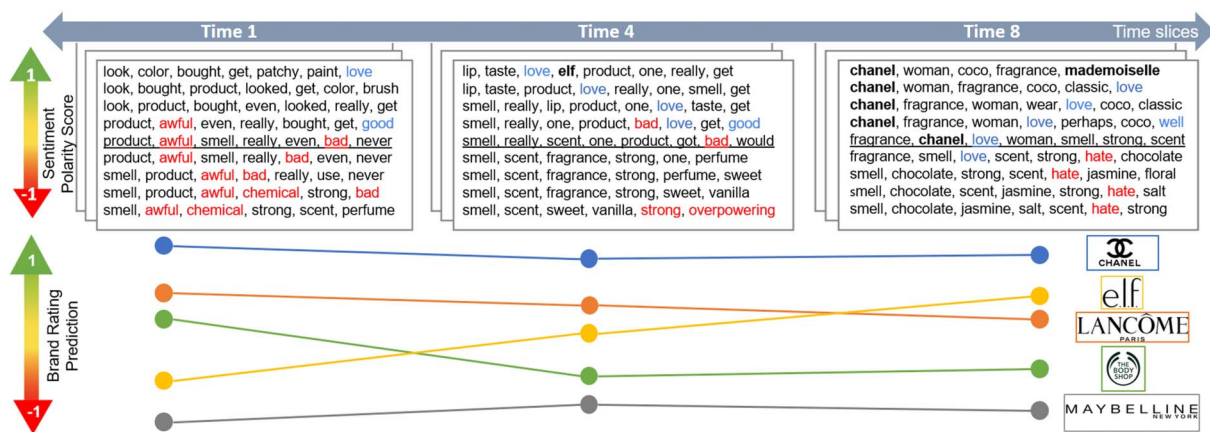 Time 1
Time 4
Time 8
Time slices
1
Sentiment
Polarity Score
-1
look, color, bought, get, patchy, paint, love
look, bought, product, looked, get, color, brush
look, product, bought, even, looked, really, get
product, awful, even, really, bought, get, good
product, awful, smell, really, even, bad, never
product, awful, smell, really, bad, even, never
smell, product, awful, bad, really, use, never
smell, product, awful, chemical, strong, bad
smell, awful, chemical, strong, scent, perfume
lip, taste, love, elf, product, one, really, get
lip, taste, product, love, really, one, smell, get
smell, really, lip, product, one, love, taste, get
smell, really, one, product, bad, love, get, good
smell, really, scent, one, product, got, bad, would
smell, scent, fragrance, strong, one, perfume
smell, scent, fragrance, strong, perfume, sweet
smell, scent, fragrance, strong, sweet, vanilla
smell, scent, sweet, vanilla, strong, overpowering
chanel, woman, coco, fragrance, mademoiselle
chanel, woman, fragrance, coco, classic, love
chanel, fragrance, woman, wear, love, coco, classic
chanel, fragrance, woman, love, perhaps, coco, well
fragrance, chanel, love, woman, smell, strong, scent
fragrance, smell, love, scent, strong, hate, chocolate
smell, chocolate, strong, scent, hate, jasmine, floral
smell, chocolate, scent, jasmine, strong, hate, salt
smell, chocolate, jasmine, salt, scent, hate, strong
1
Brand Rating
Prediction
-1
CHANEL
e.l.f.
LANCÔME
PARIS
THE
BODY
SHOP
MAYBELLINE
NEW YORK